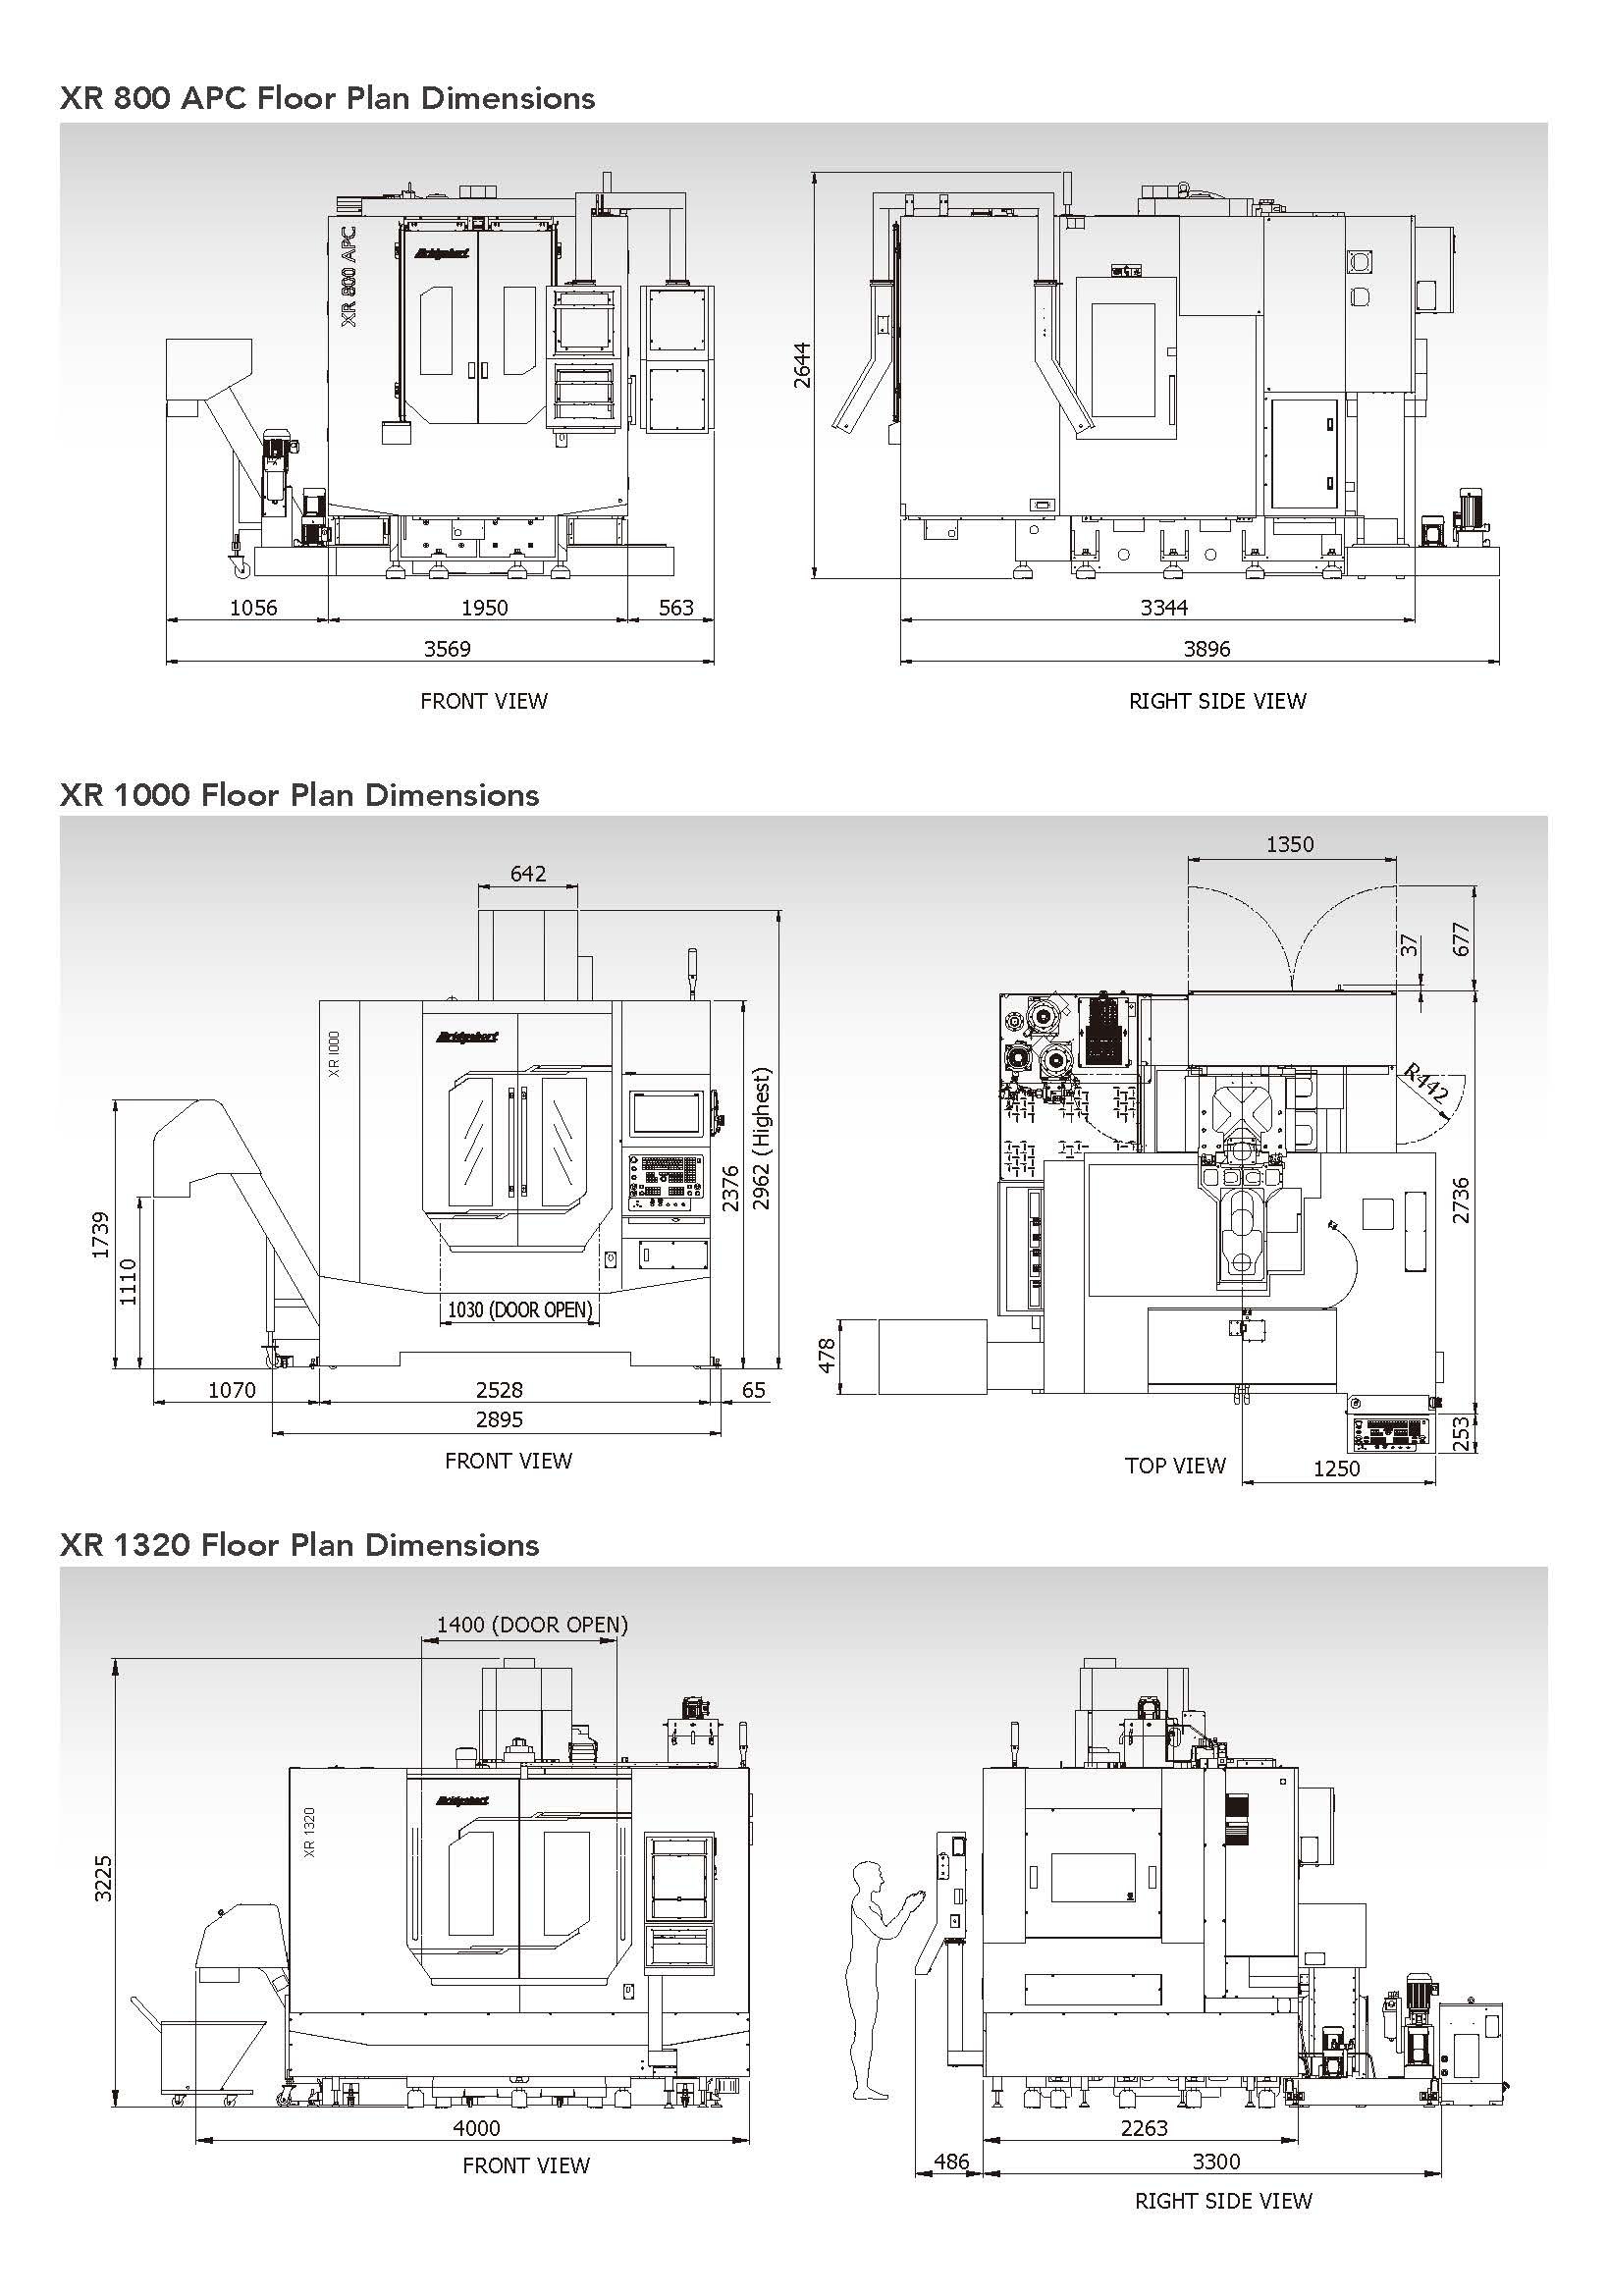 XR 800 APC Floor Plan Dimensions
Bridgeport
XR 800 APC
2644
1056
1950
563
3569
3344
3896
FRONT VIEW
RIGHT SIDE VIEW
XR 1000 Floor Plan Dimensions
1350
642
37
677
Bridgeport
XR 1000
R442
2376
2962 (Highest)
1739
1110
2736
1030 (DOOR OPEN)
478
1070
2528
65
2895
253
FRONT VIEW
TOP VIEW
1250
XR 1320 Floor Plan Dimensions
1400 (DOOR OPEN)
Bridgeport
XR 1320
3225
4000
2263
486
3300
FRONT VIEW
RIGHT SIDE VIEW